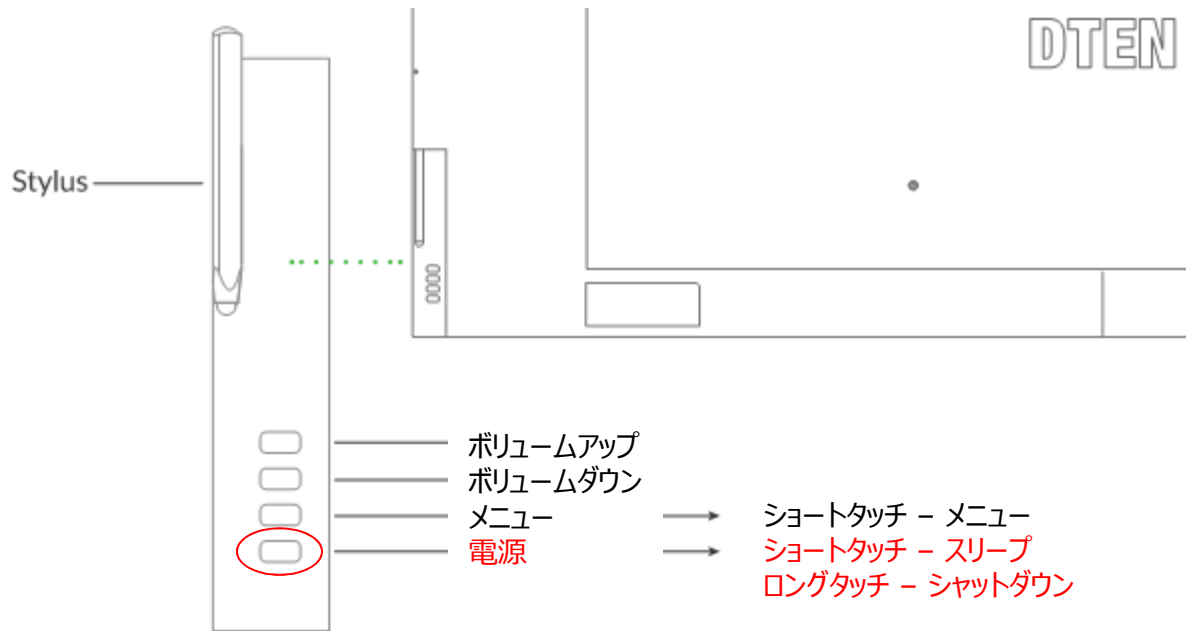 DTEN
Stylus
ボリュームアップ
ボリュームダウン
メニュー
ショートタッチ – メニュー
電源
ショートタッチ – スリープ
ロングタッチ – シャットダウン